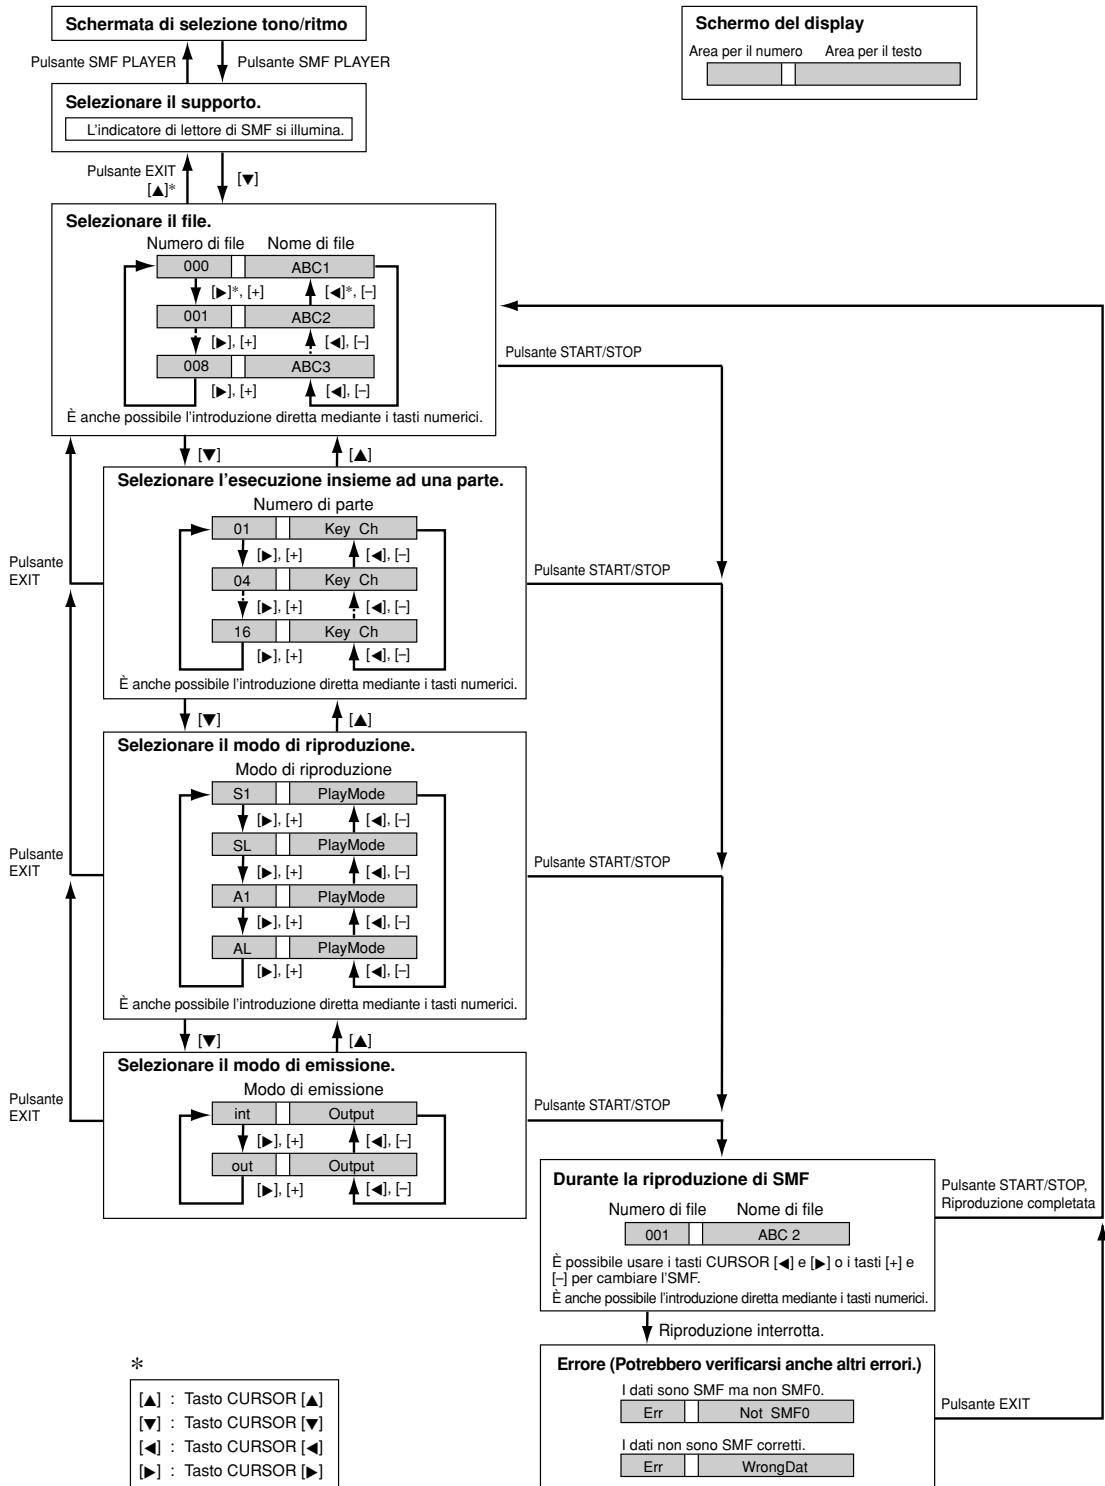 Schermata di selezione tono/ritmo
Pulsante SMF PLAYER
Pulsante SMF PLAYER
Schermo del display
Area per il numero
Area per il testo
Selezionare il supporto.
L'indicatore di lettore di SMF si illumina.
Pulsante EXIT
[▲]*
[▼]
Selezionare il file.
Numero di file
Nome di file
000
ABC1
[▶]*, [+]
[◀]*, [–]
001
ABC2
[▶], [+]
[◀], [–]
008
ABC3
[▶], [+]
[◀], [–]
È anche possibile l'introduzione diretta mediante i tasti numerici.
Pulsante START/STOP
[▼]
[▲]
Selezionare l'esecuzione insieme ad una parte.
Numero di parte
01
Key Ch
[▶], [+]
[◀], [–]
04
Key Ch
[▶], [+]
[◀], [–]
16
Key Ch
[▶], [+]
[◀], [–]
È anche possibile l'introduzione diretta mediante i tasti numerici.
Pulsante
EXIT
Pulsante START/STOP
[▼]
[▲]
Selezionare il modo di riproduzione.
Modo di riproduzione
S1
PlayMode
[▶], [+]
[◀], [–]
SL
PlayMode
[▶], [+]
[◀], [–]
A1
PlayMode
[▶], [+]
[◀], [–]
AL
PlayMode
[▶], [+]
[◀], [–]
È anche possibile l'introduzione diretta mediante i tasti numerici.
Pulsante
EXIT
Pulsante START/STOP
[▼]
[▲]
Selezionare il modo di emissione.
Modo di emissione
int
Output
[▶], [+]
[◀], [–]
out
Output
[▶], [+]
[◀], [–]
Pulsante
EXIT
Pulsante START/STOP
Durante la riproduzione di SMF
Numero di file
Nome di file
001
ABC 2
È possibile usare i tasti CURSOR [◀] e [▶] o i tasti [+] e
[–] per cambiare l'SMF.
È anche possibile l'introduzione diretta mediante i tasti numerici.
Pulsante START/STOP,
Riproduzione completata
Riproduzione interrotta.
Errore (Potrebbero verificarsi anche altri errori.)
I dati sono SMF ma non SMF0.
Err
Not SMF0
I dati non sono SMF corretti.
Err
WrongDat
Pulsante EXIT
*
[▲] : Tasto CURSOR [▲]
[▼] : Tasto CURSOR [▼]
[◀] : Tasto CURSOR [◀]
[▶] : Tasto CURSOR [▶]